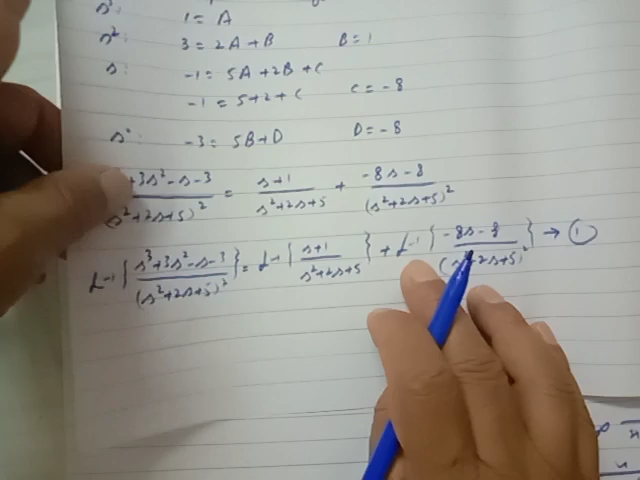 s³: 1 = A
s²: 3 = 2A + B B = 1
s: -1 = 5A + 2B + C
-1 = 5 + 2 + C C = -8
s⁰: -3 = 5B + D D = -8
+3s²-s-3 / s²+2s+5)² = s+1 / s²+2s+5 + -8s-8 / (s²+2s+5)²
L⁻¹{s³+3s²-s-3 / (s²+2s+5)²} = L⁻¹{s+1 / s²+2s+5} + L⁻¹{-8s-8 / (s²+2s+5)²} → ①